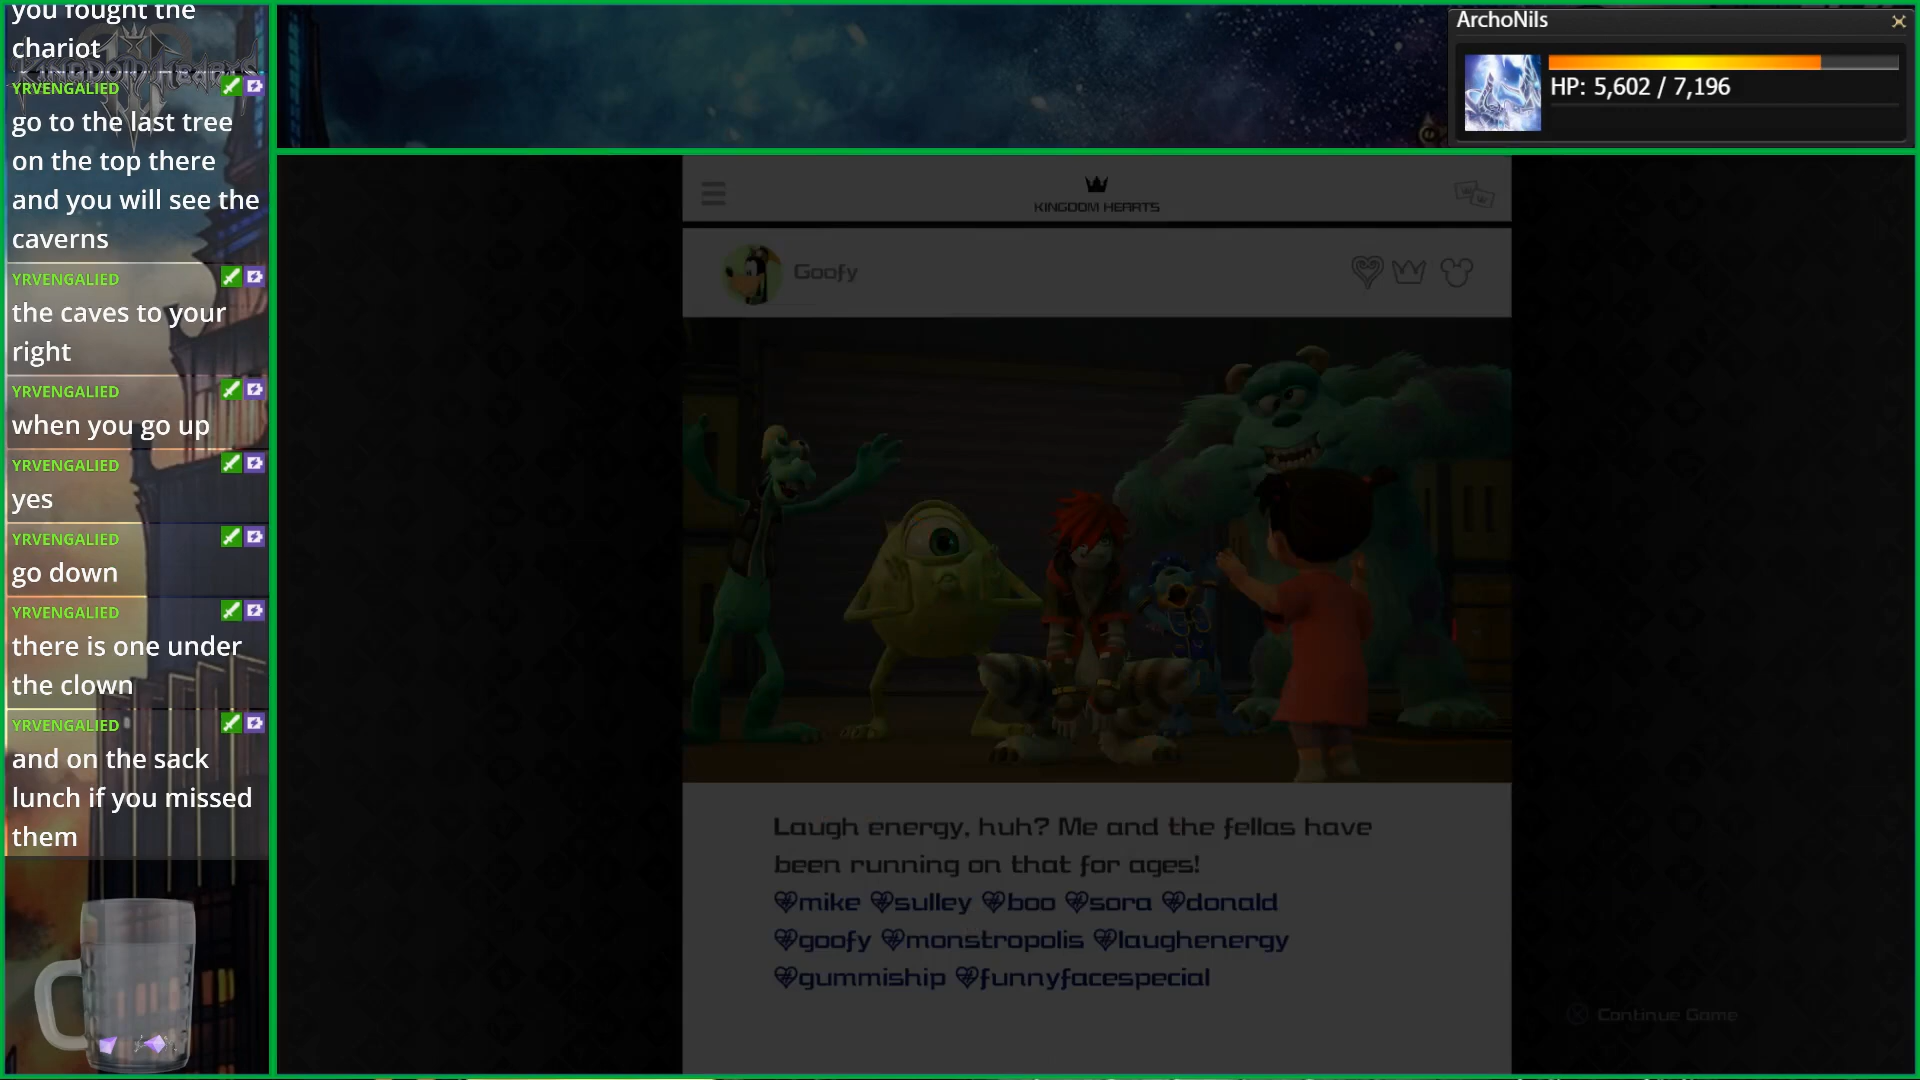 you fought the
chariot
KINGDOM HEARTS
III
YRVENGALIED
go to the last tree
on the top there
and you will see the
caverns
YRVENGALIED
the caves to your
right
YRVENGALIED
when you go up
YRVENGALIED
yes
YRVENGALIED
go down
YRVENGALIED
there is one under
the clown
YRVENGALIED
and on the sack
lunch if you missed
them
ArchoNils
HP: 5,602 / 7,196
KINGDOM HEARTS
Goofy
Laugh energy, huh? Me and the fellas have
been running on that for ages!
mike sulley boo sora donald
goofy monstropolis laughenergy
gummiship funnyfacespecial
Continue Game